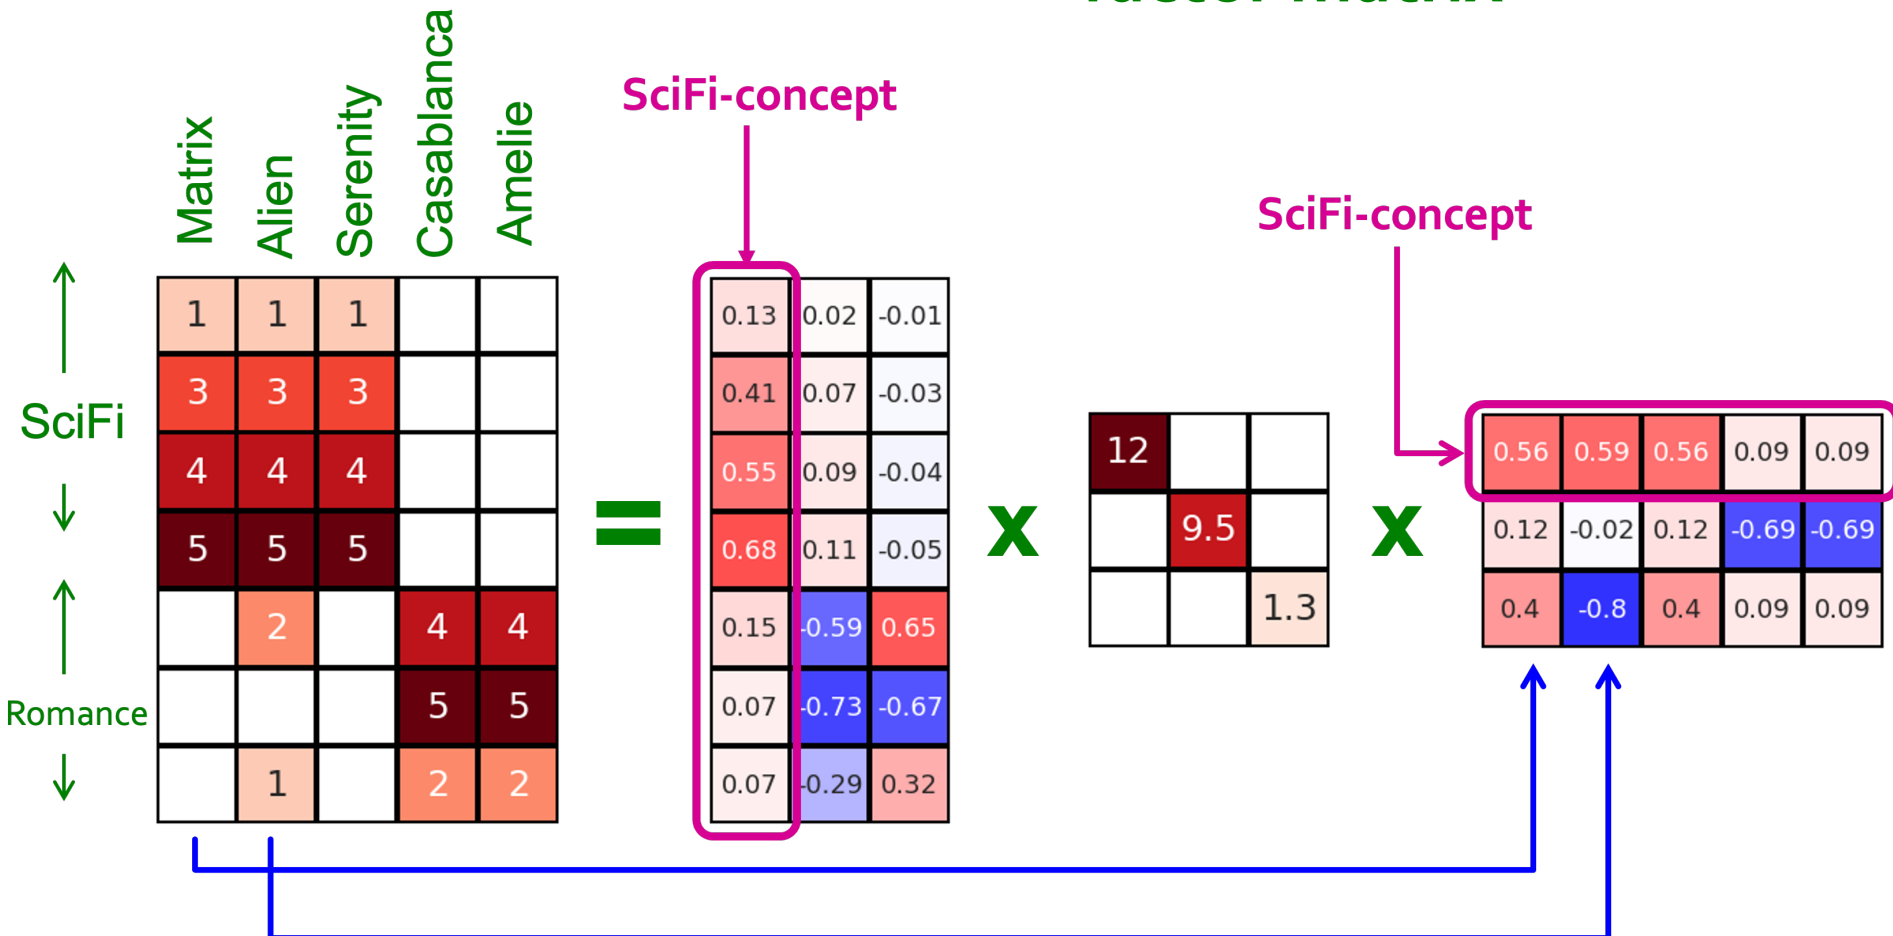 factor matrix
SciFi-concept
SciFi-concept
Matrix
Alien
Serenity
Casablanca
Amelie
SciFi
Romance
1 1 1
3 3 3
4 4 4
5 5 5
2 4 4
5 5
1 2 2
=
0.13 0.02 -0.01
0.41 0.07 -0.03
0.55 0.09 -0.04
0.68 0.11 -0.05
0.15 -0.59 0.65
0.07 -0.73 -0.67
0.07 -0.29 0.32
x
12
9.5
1.3
x
0.56 0.59 0.56 0.09 0.09
0.12 -0.02 0.12 -0.69 -0.69
0.4 -0.8 0.4 0.09 0.09